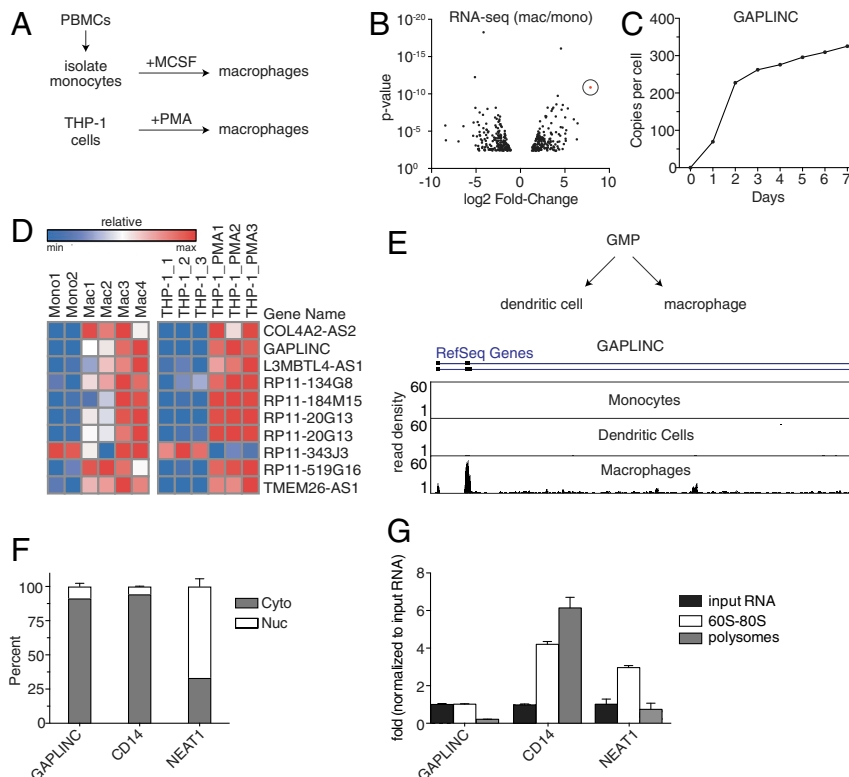 A
PBMCs
isolate
monocytes
+MCSF
macrophages
THP-1
cells
+PMA
macrophages
B
RNA-seq (mac/mono)
p-value
10-20
10-15
10-10
10-5
10⁰
-10 -5 0 5 10
log2 Fold-Change
C
GAPLINC
Copies per cell
400
300
200
100
0
0 1 2 3 4 5 6 7
Days
D
relative
min
max
Mono1
Mono2
Mac1
Mac2
Mac3
Mac4
THP-1_1
THP-1_2
THP-1_3
THP-1_PMA1
THP-1_PMA2
THP-1_PMA3
Gene Name
COL4A2-AS2
GAPLINC
L3MBTL4-AS1
RP11-134G8
RP11-184M15
RP11-20G13
RP11-20G13
RP11-343J3
RP11-519G16
TMEM26-AS1
E
GMP
dendritic cell
macrophage
RefSeq Genes
GAPLINC
read density
60
1
Monocytes
60
1
Dendritic Cells
60
1
Macrophages
F
Percent
100
75
50
25
0
Cyto
Nuc
GAPLINC
CD14
NEAT1
G
fold (normalized to input RNA)
8
6
4
2
0
input RNA
60S-80S
polysomes
GAPLINC
CD14
NEAT1